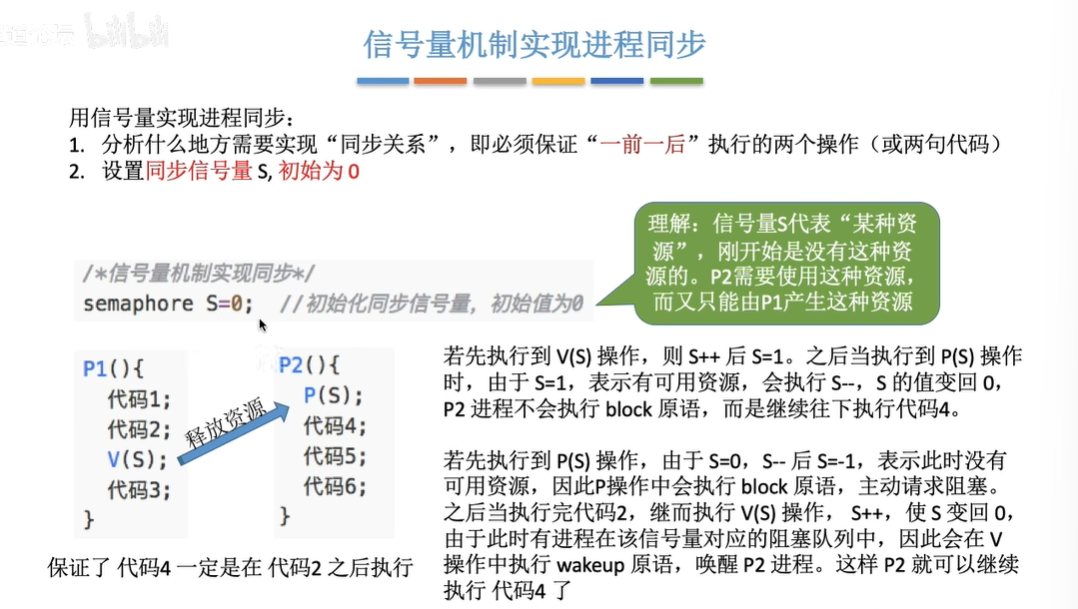 bilibili
信号量机制实现进程同步
用信号量实现进程同步：
1. 分析什么地方需要实现“同步关系”，即必须保证“一前一后”执行的两个操作（或两句代码）
2. 设置同步信号量 S, 初始为 0
理解：信号量S代表“某种资
源”，刚开始是没有这种资
源的。P2需要使用这种资源，
而又只能由P1产生这种资源
/*信号量机制实现同步*/
semaphore S=0; //初始化同步信号量，初始值为0
P1(){
代码1;
代码2;
V(S);
代码3;
}
释放资源
P2(){
P(S);
代码4;
代码5;
代码6;
}
保证了 代码4 一定是在 代码2 之后执行
若先执行到 V(S) 操作，则 S++ 后 S=1。之后当执行到 P(S) 操作
时，由于 S=1，表示有可用资源，会执行 S--，S 的值变回 0，
P2 进程不会执行 block 原语，而是继续往下执行代码4。
若先执行到 P(S) 操作，由于 S=0，S-- 后 S=-1，表示此时没有
可用资源，因此P操作中会执行 block 原语，主动请求阻塞。
之后当执行完代码2，继而执行 V(S) 操作， S++，使 S 变回 0，
由于此时有进程在该信号量对应的阻塞队列中，因此会在 V
操作中执行 wakeup 原语，唤醒 P2 进程。这样 P2 就可以继续
执行 代码4 了